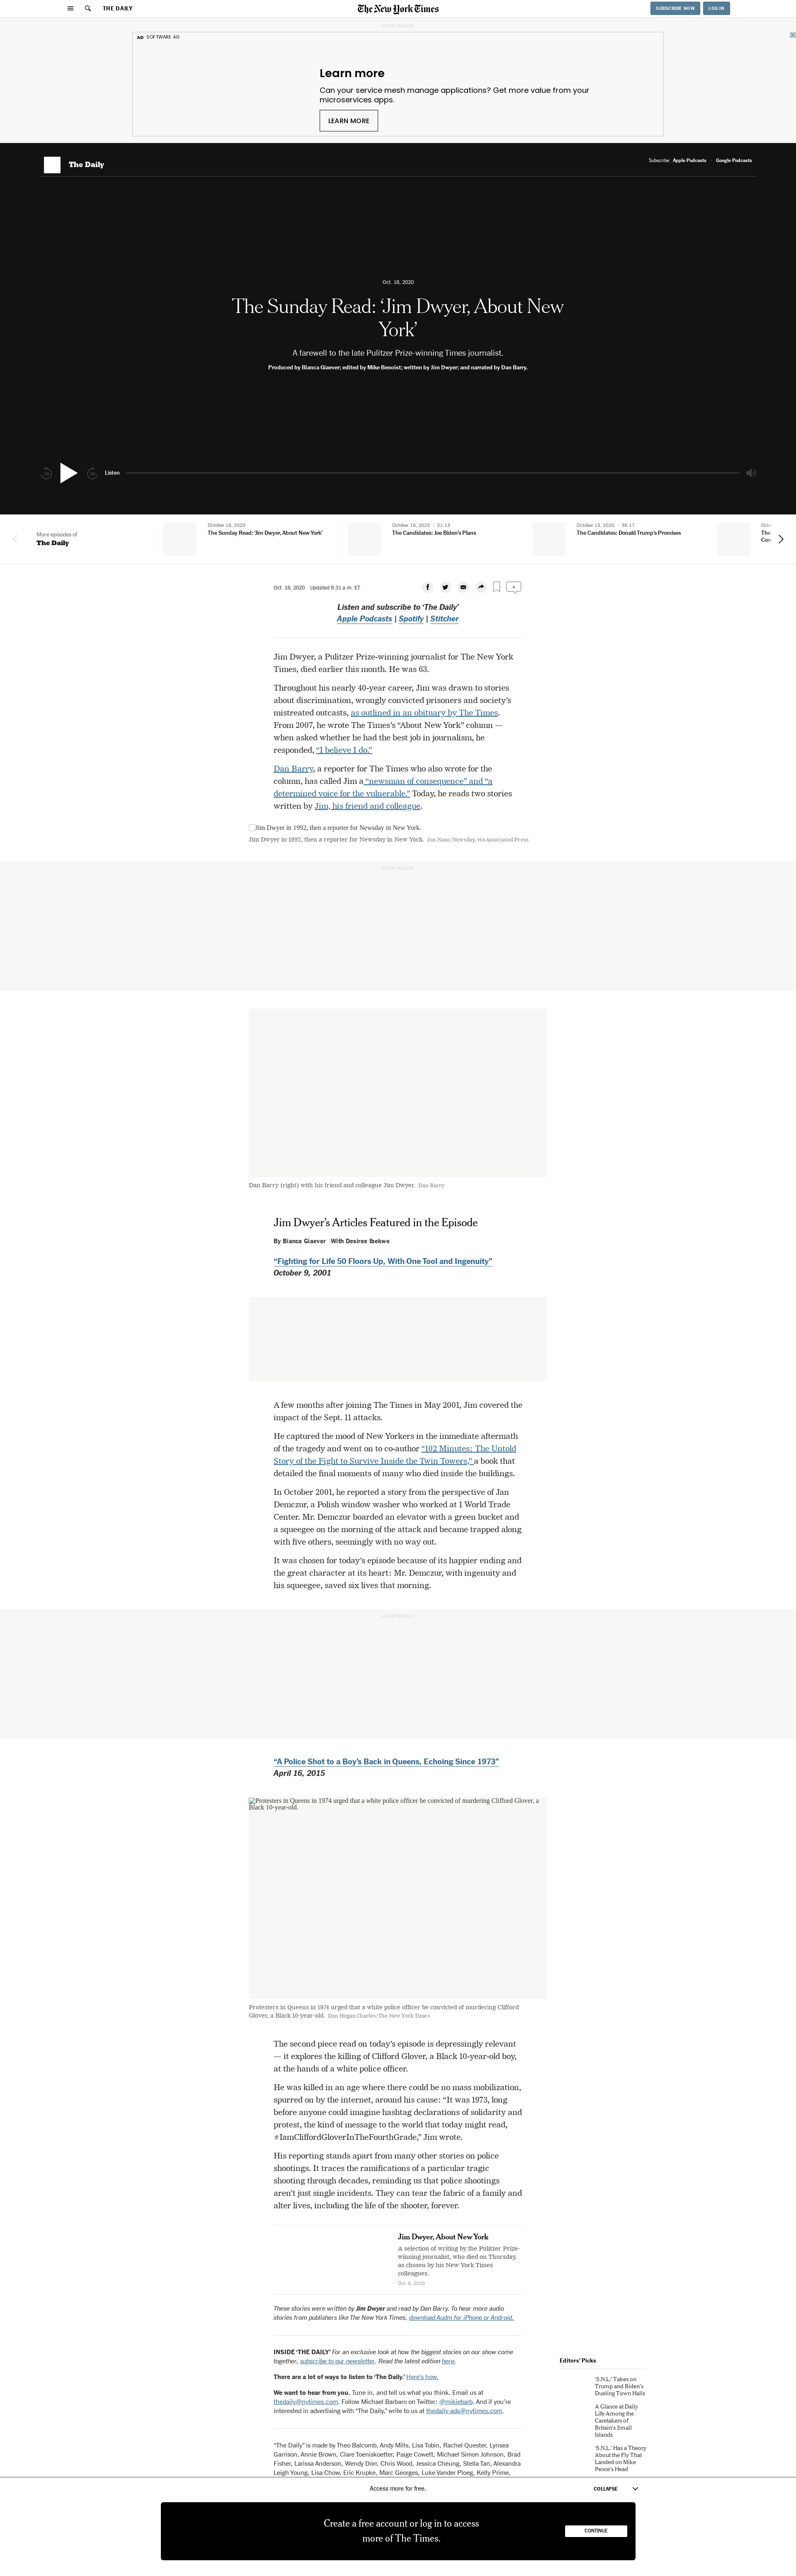 THE DAILY
The New York Times
SUBSCRIBE NOW
LOG IN
ADVERTISEMENT
AD SOFTWARE AG
Learn more
Can your service mesh manage applications? Get more value from your
microservices apps.
LEARN MORE
The Daily
Subscribe: Apple Podcasts · Google Podcasts
Oct. 18, 2020
The Sunday Read: ‘Jim Dwyer, About New
York’
A farewell to the late Pulitzer Prize-winning Times journalist.
Produced by Bianca Giaever; edited by Mike Benoist; written by Jim Dwyer; and narrated by Dan Barry.
Listen
More episodes of
The Daily
October 18, 2020
The Sunday Read: ‘Jim Dwyer, About New York’
October 16, 2020 · 31:15
The Candidates: Joe Biden’s Plans
October 15, 2020 · 38:17
The Candidates: Donald Trump’s Promises
Oct. 18, 2020 Updated 9:31 a.m. ET
Listen and subscribe to ‘The Daily’
Apple Podcasts | Spotify | Stitcher
Jim Dwyer, a Pulitzer Prize-winning journalist for The New York
Times, died earlier this month. He was 63.
Throughout his nearly 40-year career, Jim was drawn to stories
about discrimination, wrongly convicted prisoners and society’s
mistreated outcasts, as outlined in an obituary by The Times.
From 2007, he wrote The Times’s “About New York” column —
when asked whether he had the best job in journalism, he
responded, “I believe I do.”
Dan Barry, a reporter for The Times who also wrote for the
column, has called Jim a “newsman of consequence” and “a
determined voice for the vulnerable.” Today, he reads two stories
written by Jim, his friend and colleague.
Jim Dwyer in 1992, then a reporter for Newsday in New York.
Jim Dwyer in 1992, then a reporter for Newsday in New York. Jon Naso/Newsday, via Associated Press
ADVERTISEMENT
Dan Barry (right) with his friend and colleague Jim Dwyer. Dan Barry
Jim Dwyer’s Articles Featured in the Episode
By Bianca Giaever With Desiree Ibekwe
“Fighting for Life 50 Floors Up, With One Tool and Ingenuity”
October 9, 2001
A few months after joining The Times in May 2001, Jim covered the
impact of the Sept. 11 attacks.
He captured the mood of New Yorkers in the immediate aftermath
of the tragedy and went on to co-author “102 Minutes: The Untold
Story of the Fight to Survive Inside the Twin Towers,” a book that
detailed the final moments of many who died inside the buildings.
In October 2001, he reported a story from the perspective of Jan
Demczur, a Polish window washer who worked at 1 World Trade
Center. Mr. Demczur boarded an elevator with a green bucket and
a squeegee on the morning of the attack and became trapped along
with five others, seemingly with no way out.
It was chosen for today’s episode because of its happier ending and
the great character at its heart: Mr. Demczur, with ingenuity and
his squeegee, saved six lives that morning.
ADVERTISEMENT
“A Police Shot to a Boy’s Back in Queens, Echoing Since 1973”
April 16, 2015
Protesters in Queens in 1974 urged that a white police officer be convicted of murdering Clifford Glover, a
Black 10-year-old.
Protesters in Queens in 1974 urged that a white police officer be convicted of murdering Clifford
Glover, a Black 10-year-old. Don Hogan Charles/The New York Times
The second piece read on today’s episode is depressingly relevant
— it explores the killing of Clifford Glover, a Black 10-year-old boy,
at the hands of a white police officer.
He was killed in an age where there could be no mass mobilization,
spurred on by the internet, around his cause: “It was 1973, long
before anyone could imagine hashtag declarations of solidarity and
protest, the kind of message to the world that today might read,
#IamCliffordGloverInTheFourthGrade,” Jim wrote.
His reporting stands apart from many other stories on police
shootings. It traces the ramifications of a particular tragic
shooting through decades, reminding us that police shootings
aren’t just single incidents. They can tear the fabric of a family and
alter lives, including the life of the shooter, forever.
Jim Dwyer, About New York
A selection of writing by the Pulitzer Prize-
winning journalist, who died on Thursday,
as chosen by his New York Times
colleagues.
Oct. 8, 2020
These stories were written by Jim Dwyer and read by Dan Barry. To hear more audio
stories from publishers like The New York Times, download Audm for iPhone or Android.
INSIDE ‘THE DAILY’ For an exclusive look at how the biggest stories on our show come
together, subscribe to our newsletter. Read the latest edition here.
There are a lot of ways to listen to ‘The Daily.’ Here’s how.
We want to hear from you. Tune in, and tell us what you think. Email us at
thedaily@nytimes.com. Follow Michael Barbaro on Twitter: @mikiebarb. And if you’re
interested in advertising with “The Daily,” write to us at thedaily-ads@nytimes.com.
“The Daily” is made by Theo Balcomb, Andy Mills, Lisa Tobin, Rachel Quester, Lynsea
Garrison, Annie Brown, Clare Toeniskoetter, Paige Cowett, Michael Simon Johnson, Brad
Fisher, Larissa Anderson, Wendy Dorr, Chris Wood, Jessica Cheung, Stella Tan, Alexandra
Leigh Young, Lisa Chow, Eric Krupke, Marc Georges, Luke Vander Ploeg, Kelly Prime,
Editors’ Picks
‘S.N.L.’ Takes on
Trump and Biden’s
Dueling Town Halls
A Glance at Daily
Life Among the
Caretakers of
Britain’s Small
Islands
‘S.N.L.’ Has a Theory
About the Fly That
Landed on Mike
Pence’s Head
Access more for free.
COLLAPSE
Create a free account or log in to access
more of The Times.
CONTINUE